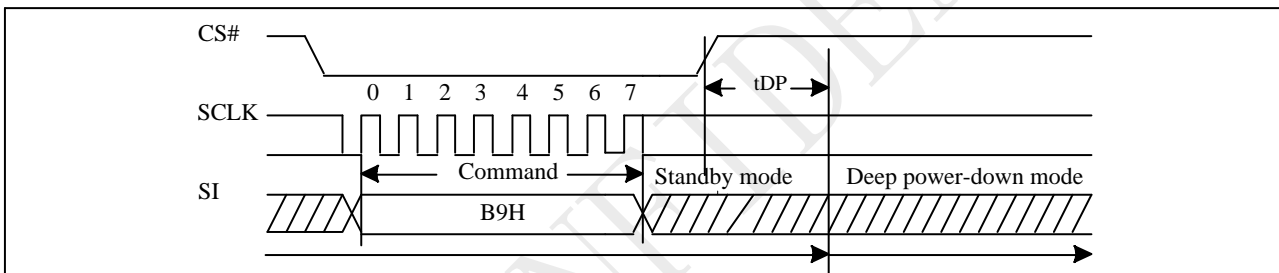 CS#
tDP
0 1 2 3 4 5 6 7
SCLK
Command
Standby mode
Deep power-down mode
SI
B9H